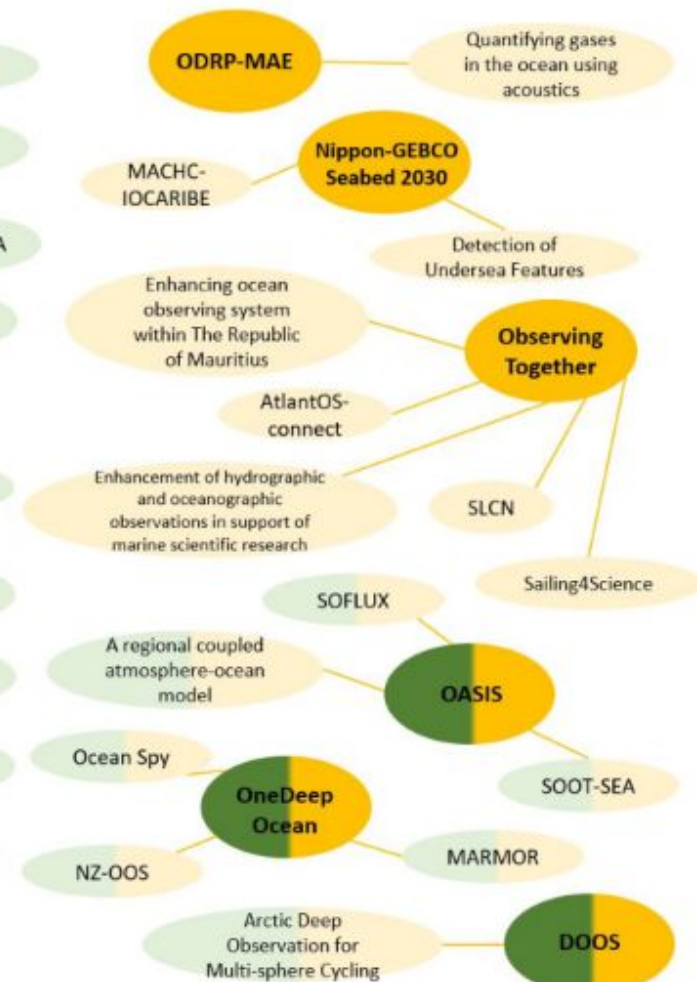 ODRP-MAE
Quantifying gases
in the ocean using
acoustics
Nippon-GEBCO
Seabed 2030
MACHC-
IOCARIBE
Detection of
Undersea Features
A
Enhancing ocean
observing system
within The Republic
of Mauritius
Observing
Together
AtlantOS-
connect
Enhancement of hydrographic
and oceanographic
observations in support of
marine scientific research
SLCN
Sailing4Science
SOFLUX
A regional coupled
atmosphere-ocean
model
OASIS
Ocean Spy
SOOT-SEA
OneDeep
Ocean
MARMOR
NZ-OOS
Arctic Deep
Observation for
Multi-sphere Cycling
DOOS